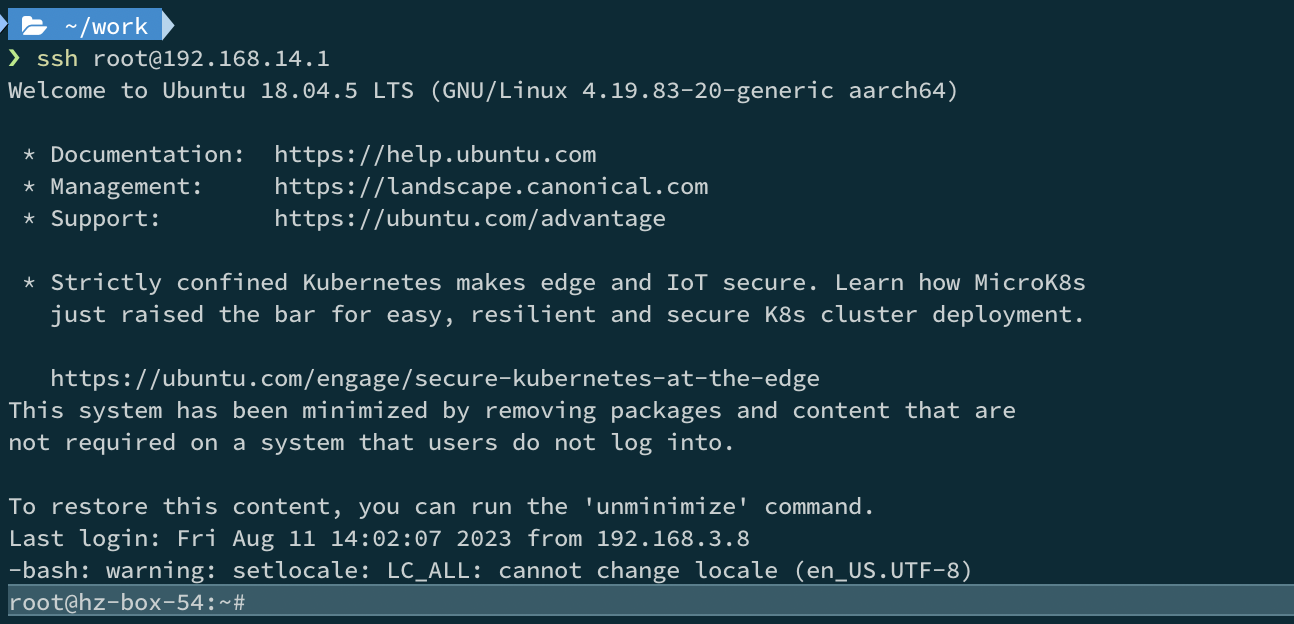 ~/work
❯ ssh root@192.168.14.1
Welcome to Ubuntu 18.04.5 LTS (GNU/Linux 4.19.83-20-generic aarch64)
* Documentation:  https://help.ubuntu.com
* Management:     https://landscape.canonical.com
* Support:        https://ubuntu.com/advantage
* Strictly confined Kubernetes makes edge and IoT secure. Learn how MicroK8s
just raised the bar for easy, resilient and secure K8s cluster deployment.
https://ubuntu.com/engage/secure-kubernetes-at-the-edge
This system has been minimized by removing packages and content that are
not required on a system that users do not log into.
To restore this content, you can run the 'unminimize' command.
Last login: Fri Aug 11 14:02:07 2023 from 192.168.3.8
-bash: warning: setlocale: LC_ALL: cannot change locale (en_US.UTF-8)
root@hz-box-54:~#